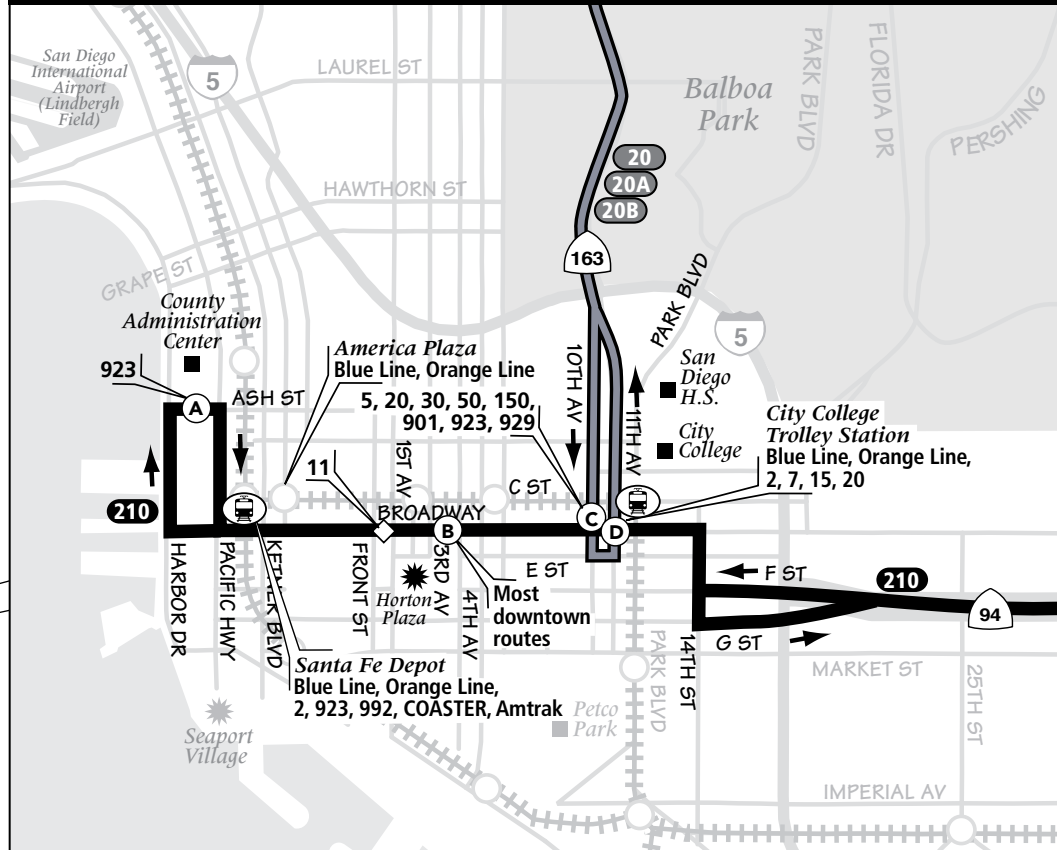 San Diego
International
Airport
(Lindbergh
Field)
5
LAUREL ST
Balboa
Park
PARK BLVD
FLORIDA DR
PERSHING
20
20A
20B
HAWTHORN ST
163
GRAPE ST
County
Administration
Center
PARK BLVD
5
923
A
ASH ST
America Plaza
Blue Line, Orange Line
5, 20, 30, 50, 150,
901, 923, 929
10TH AV
11TH AV
San
Diego
H.S.
City
College
City College
Trolley Station
Blue Line, Orange Line,
2, 7, 15, 20
11
1ST AV
C ST
210
BROADWAY
B
C
D
HARBOR DR
PACIFIC HWY
KETTNER BLVD
FRONT ST
Horton
Plaza
3RD AV
4TH AV
E ST
Most
downtown
routes
F ST
210
94
G ST
14TH ST
PARK BLVD
MARKET ST
25TH ST
Santa Fe Depot
Blue Line, Orange Line,
2, 923, 992, COASTER, Amtrak
Petco
Park
Seaport
Village
IMPERIAL AV